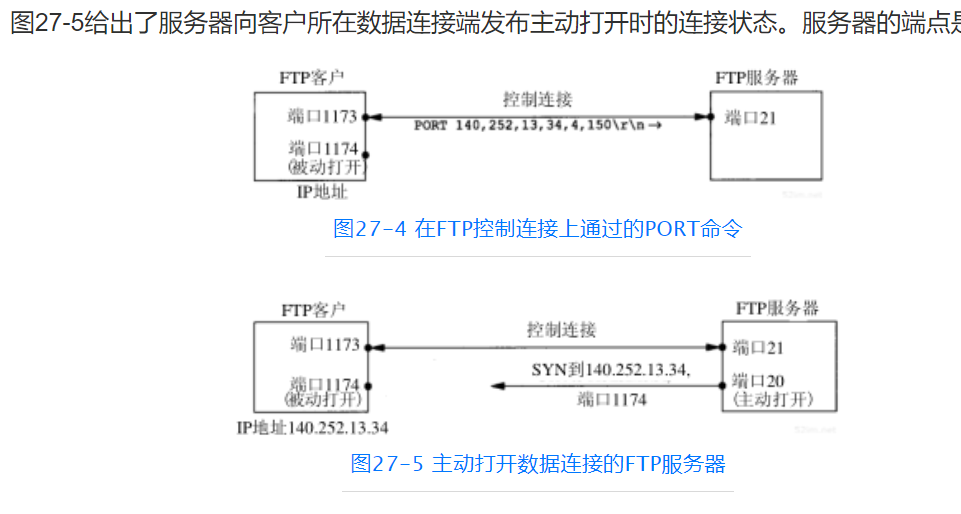 图27-5给出了服务器向客户所在数据连接端发布主动打开时的连接状态。服务器的端点是
FTP客户
FTP服务器
控制连接
端口1173
端口21
PORT 140,252,13,34,4,150\r\n→
端口1174
(被动打开)
IP地址
图27-4 在FTP控制连接上通过的PORT命令
FTP客户
FTP服务器
控制连接
端口1173
端口21
SYN到140.252.13.34,
端口1174
端口20
(被动打开)
端口1174
(主动打开)
IP地址140.252.13.34
图27-5 主动打开数据连接的FTP服务器